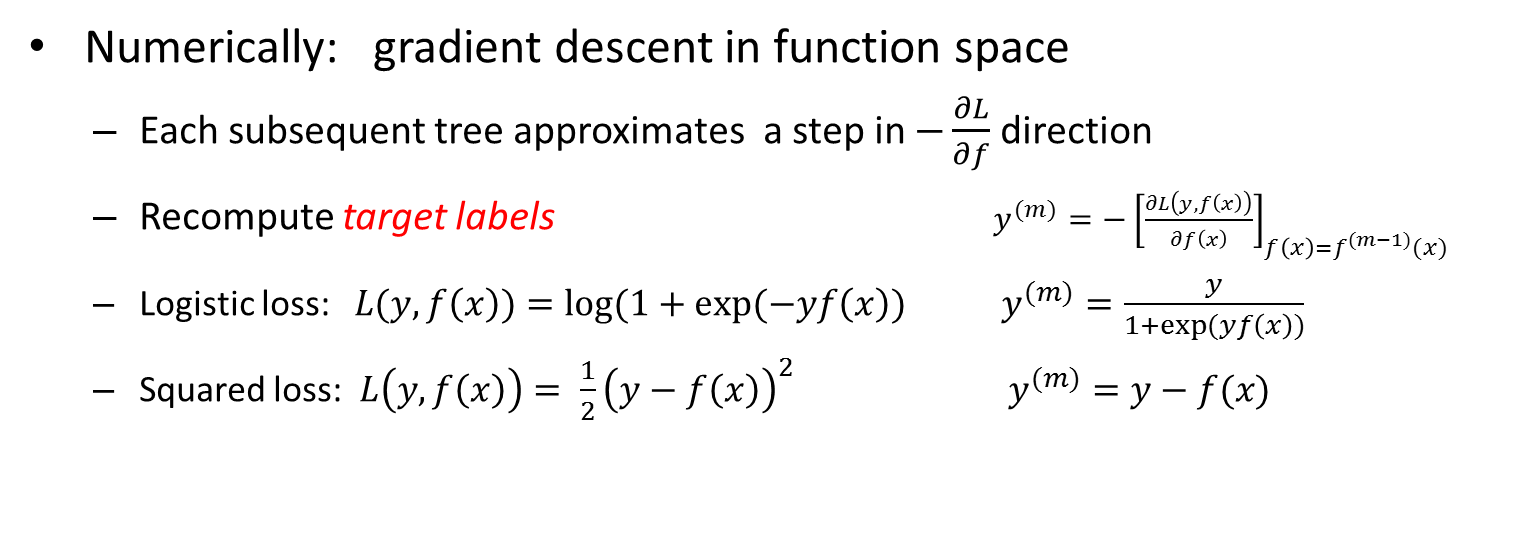 • Numerically: gradient descent in function space
– Each subsequent tree approximates a step in −∂L/∂f direction
– Recompute target labels y^(m) = −[∂L(y,f(x))/∂f(x)]_f(x)=f^(m−1)(x)
– Logistic loss: L(y, f(x)) = log(1 + exp(−yf(x)) y^(m) = y/1+exp(yf(x))
– Squared loss: L(y, f(x)) = 1/2(y − f(x))^2 y^(m) = y − f(x)